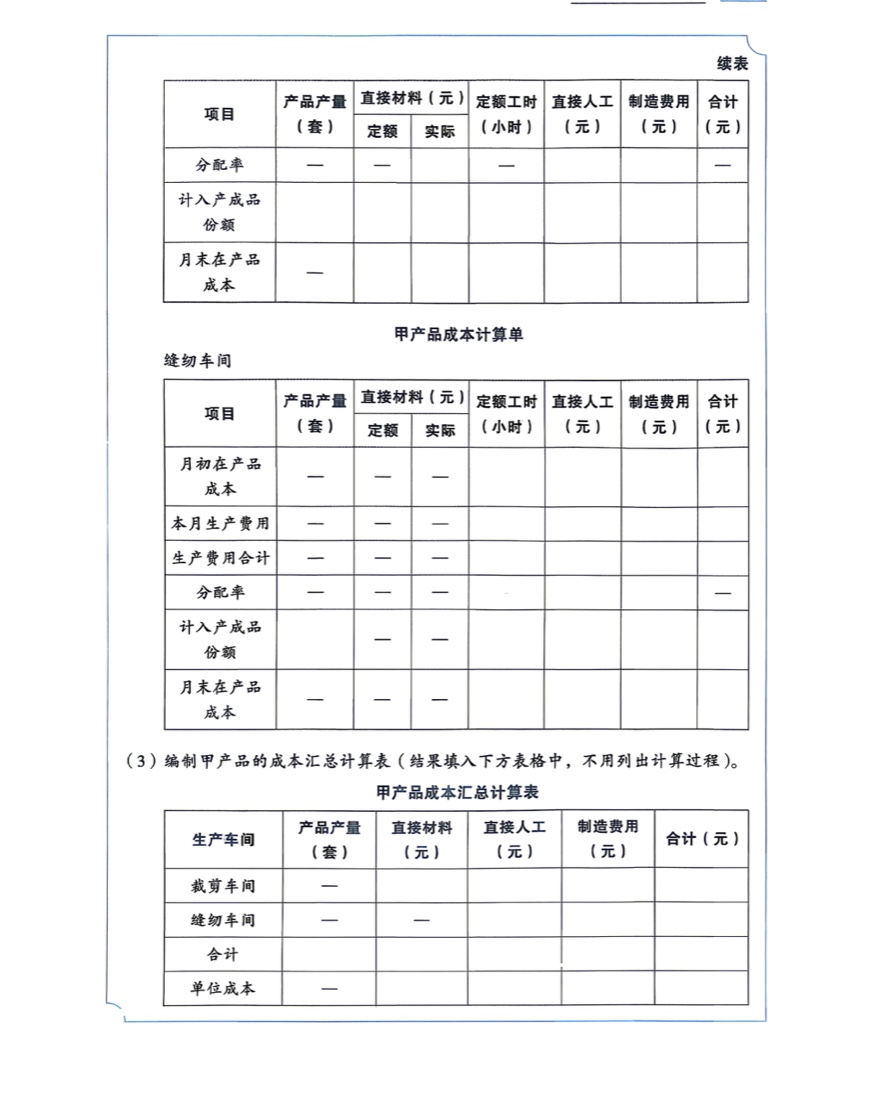 续表
项目 产品产量（套） 直接材料（元） 定额工时（小时） 直接人工（元） 制造费用（元） 合计（元）
定额 实际
分配率 — — — —
计入产成品份额
月末在产品成本 —
甲产品成本计算单
缝纫车间
项目 产品产量（套） 直接材料（元） 定额工时（小时） 直接人工（元） 制造费用（元） 合计（元）
定额 实际
月初在产品成本 — — —
本月生产费用 — — —
生产费用合计 — — —
分配率 — — — —
计入产成品份额 — —
月末在产品成本 — — —
（3）编制甲产品的成本汇总计算表（结果填入下方表格中，不用列出计算过程）。
甲产品成本汇总计算表
生产车间 产品产量（套） 直接材料（元） 直接人工（元） 制造费用（元） 合计（元）
裁剪车间 —
缝纫车间 — —
合计
单位成本 —